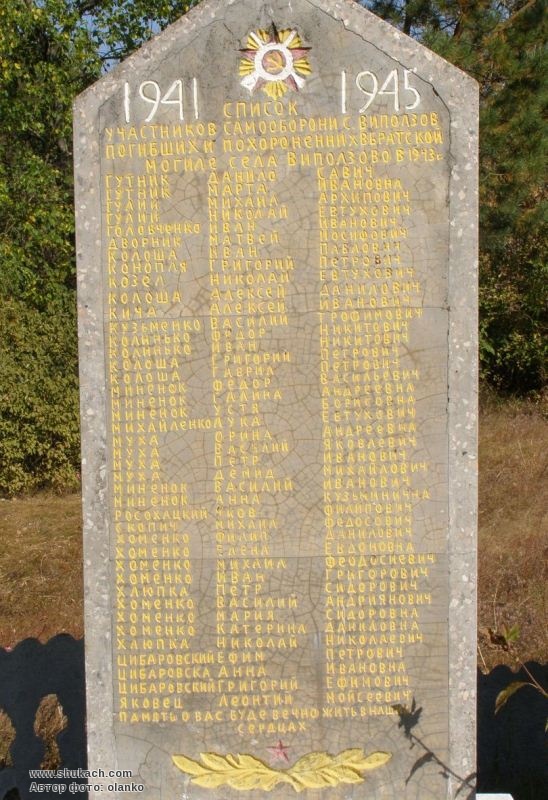 1941 1945
СПИСОК
УЧАСТНИКОВ САМООБОРОНИ С. ВИПОЛЗОВ
ПОГИБШИХ И ПОХОРОНЕННИХ В БРАТСКОЙ
МОГИЛЕ СЕЛА ВИПОЛЗОВО В 1943 г
ГУТНИК ДАНИЛО САВИЧ
ГУТНИК МАРТА ИВАНОВНА
ГУЛИЙ МИХАИЛ АРХИПОВИЧ
ГУЛИЙ НИКОЛАЙ ЕВТУХОВИЧ
ГОЛОВЧЕНКО ИВАН ИВАНОВИЧ
ДВОРНИК МАТВЕЙ ИОСИФОВИЧ
КОЛОША ИВАН ПАВЛОВИЧ
КОНОПЛЯ ГРИГОРИЙ ПЕТРОВИЧ
КОЗЕЛ НИКОЛАЙ ЕВТУХОВИЧ
КОЛОША АЛЕКСЕЙ ДАНИЛОВИЧ
КИЧА АЛЕКСЕЙ ИВАНОВИЧ
КУЗЬМЕНКО ВАСИЛИЙ ТРОФИМОВИЧ
КОЛИНЬКО ФЕДОР НИКИТОВИЧ
КОЛИНЬКО ИВАН НИКИТОВИЧ
КОЛОША ГРИГОРИЙ ПЕТРОВИЧ
КОЛОША ГАВРИЛ ПЕТРОВИЧ
МИНЕНОК ФЕДОР ВАСИЛЬЕВИЧ
МИНЕНОК ГАЛИНА АНДРЕЕВНА
МИНЕНОК УСТЯ БОРИСОВНА
МИХАЙЛЕНКО ЛУКА ЕВТУХОВИЧ
МУХА ОРИНА АНДРЕЕВНА
МУХА ВАСИЛИЙ ЯКОВЛЕВИЧ
МУХА ПЕТР ИВАНОВИЧ
МУХА ДЕМИД МИХАЙЛОВИЧ
МИНЕНОК ВАСИЛИЙ ИВАНОВИЧ
МИНЕНОК АННА КУЗЬМИНИЧНА
РОСОХАЦКИЙ ЯКОВ ФИЛИПОВИЧ
СКОПИЧ МИХАИЛ ФЕДОСОВИЧ
ХОМЕНКО ФИЛИП ДАНИЛОВИЧ
ХОМЕНКО ЕЛЕНА ЕВДОМОВНА
ХОМЕНКО МИХАИЛ ФЕОДОСИЕВИЧ
ХОМЕНКО ИВАН ГРИГОРОВИЧ
ХЛЮПКА ПЕТР СИДОРОВИЧ
ХОМЕНКО ВАСИЛИЙ АНДРИЯНОВИЧ
ХОМЕНКО МАРИЯ СИДОРОВНА
ХОМЕНКО КАТЕРИНА ДАНИЛОВНА
ХЛЮПКА НИКОЛАЙ НИКОЛАЕВИЧ
ЦИБАРОВСКИЙ ЕФИМ ПЕТРОВИЧ
ЦИБАРОВСКА АННА ИВАНОВНА
ЦИБАРОВСКИЙ ГРИГОРИЙ ЕФИМОВИЧ
ЯКОВЕЦ ЛЕОНТИЙ МОЙСЕЕВИЧ
ПАМЯТЬ О ВАС БУДЕ ВЕЧНО ЖИТЬ В НАШИХ
СЕРДЦАХ
www.shukach.com
Автор фото: olanko